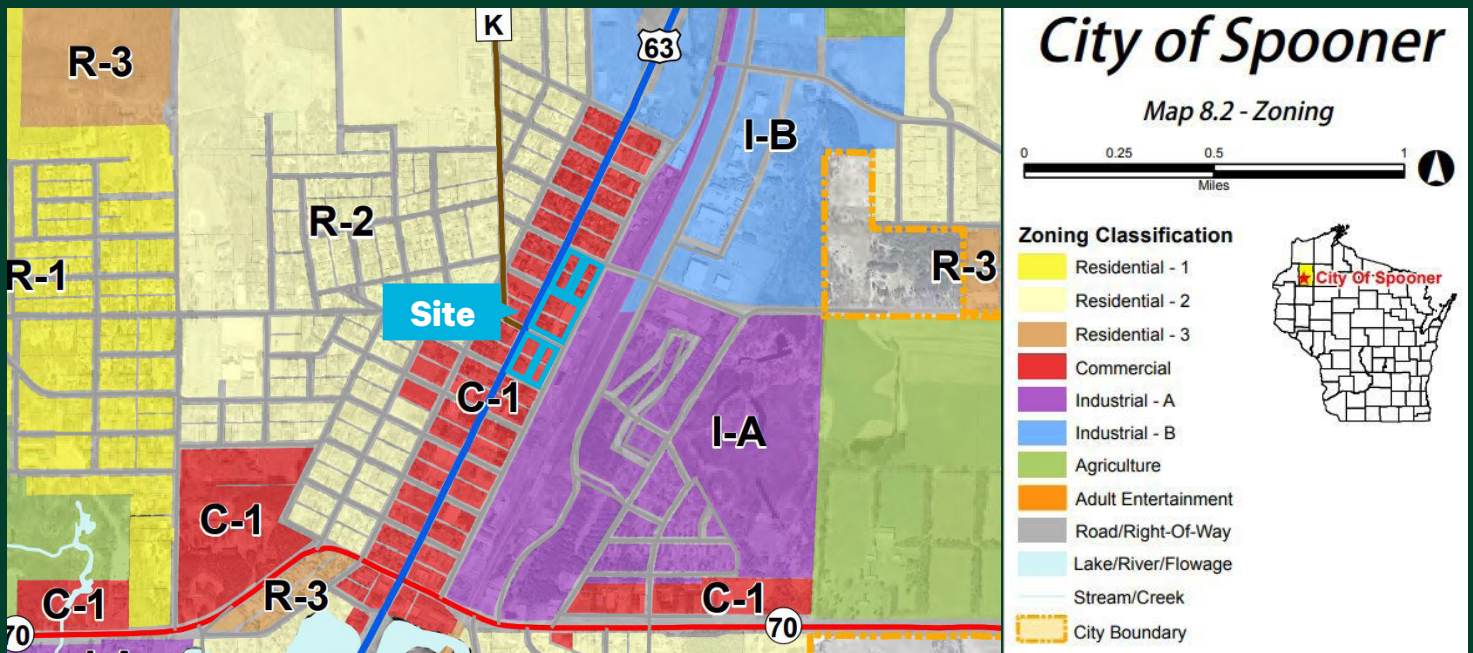 R-3
K
63
I-B
R-2
R-1
R-3
Site
C-1
I-A
C-1
R-3
C-1
C-1
70
70
City of Spooner
Map 8.2 - Zoning
0 0.25 0.5 1
Miles
Zoning Classification
Residential - 1
Residential - 2
Residential - 3
Commercial
Industrial - A
Industrial - B
Agriculture
Adult Entertainment
Road/Right-Of-Way
Lake/River/Flowage
Stream/Creek
City Boundary
City Of Spooner